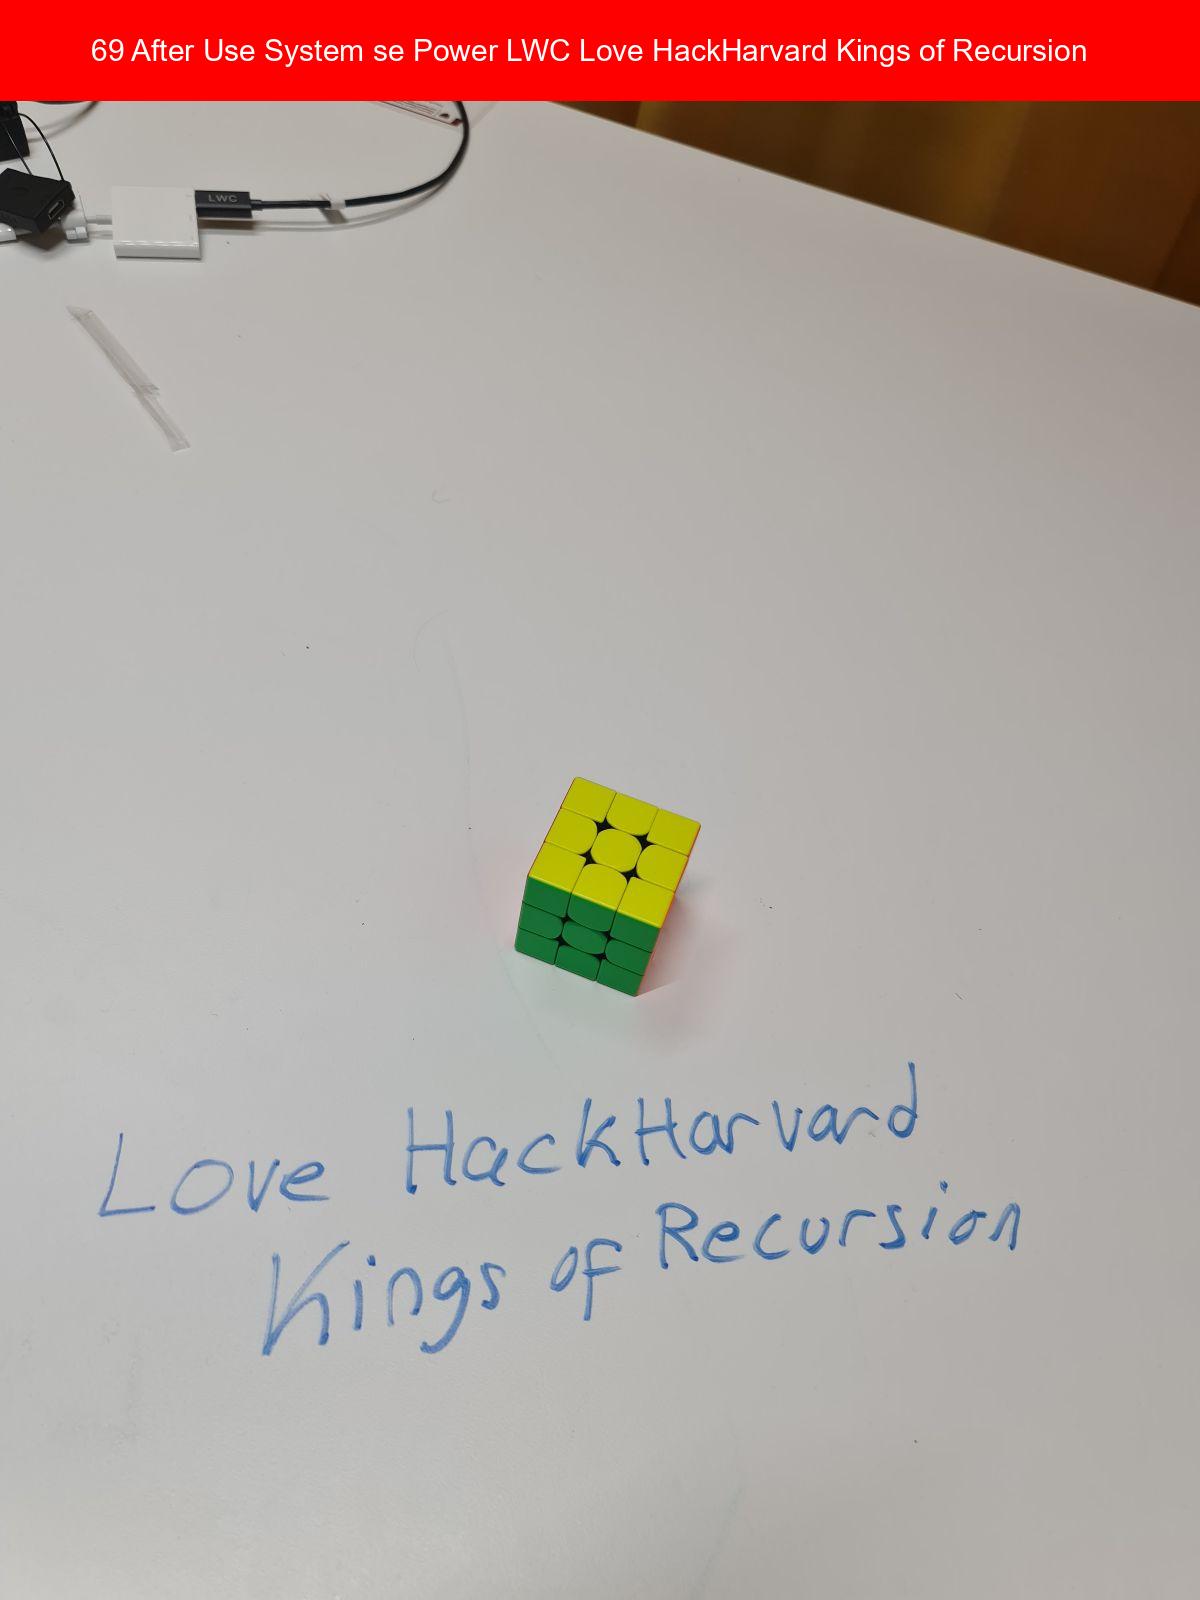 69 After Use System se Power LWC Love HackHarvard Kings of Recursion
LWC
Love HackHarvard
Kings of Recursion